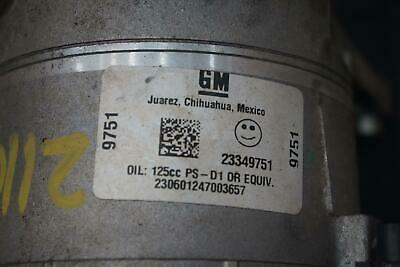 GM
Juarez, Chihuahua, Mexico
9751
9751
23349751
OIL: 125cc PS-D1 OR EQUIV.
230601247003657